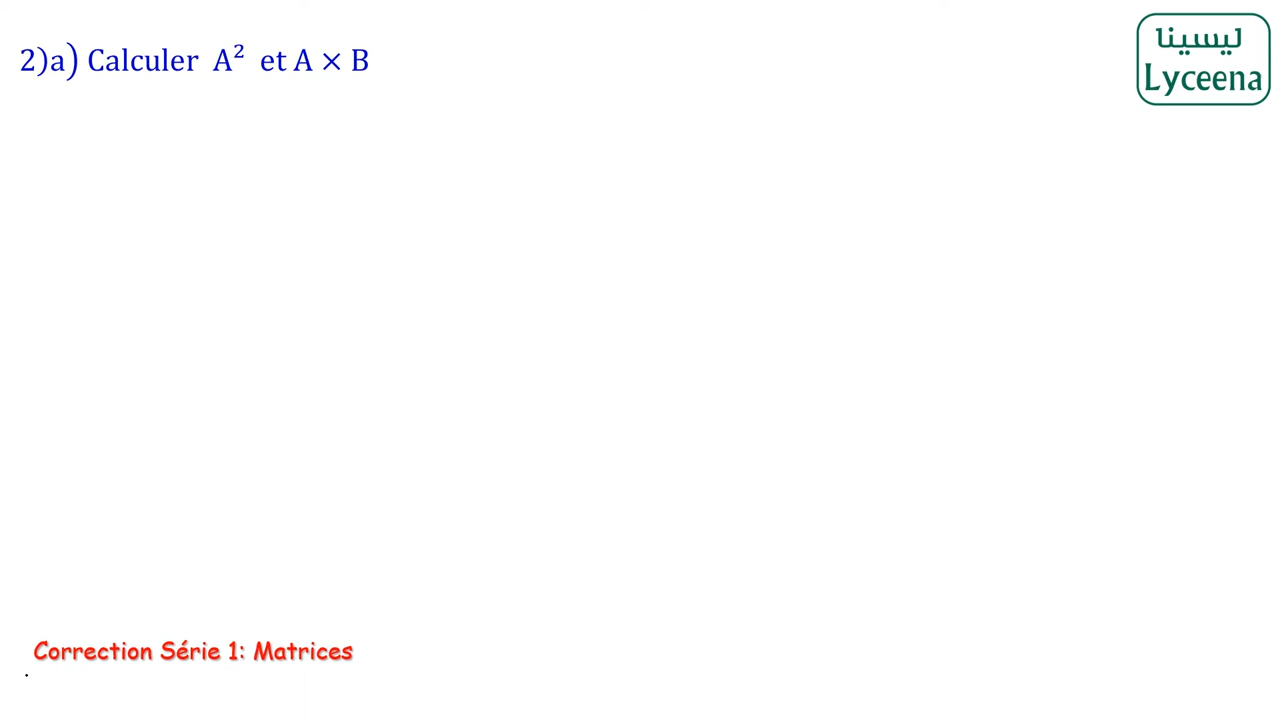 2)a) Calculer A² et A × B
ليسينا
Lyceena
Correction Série 1: Matrices